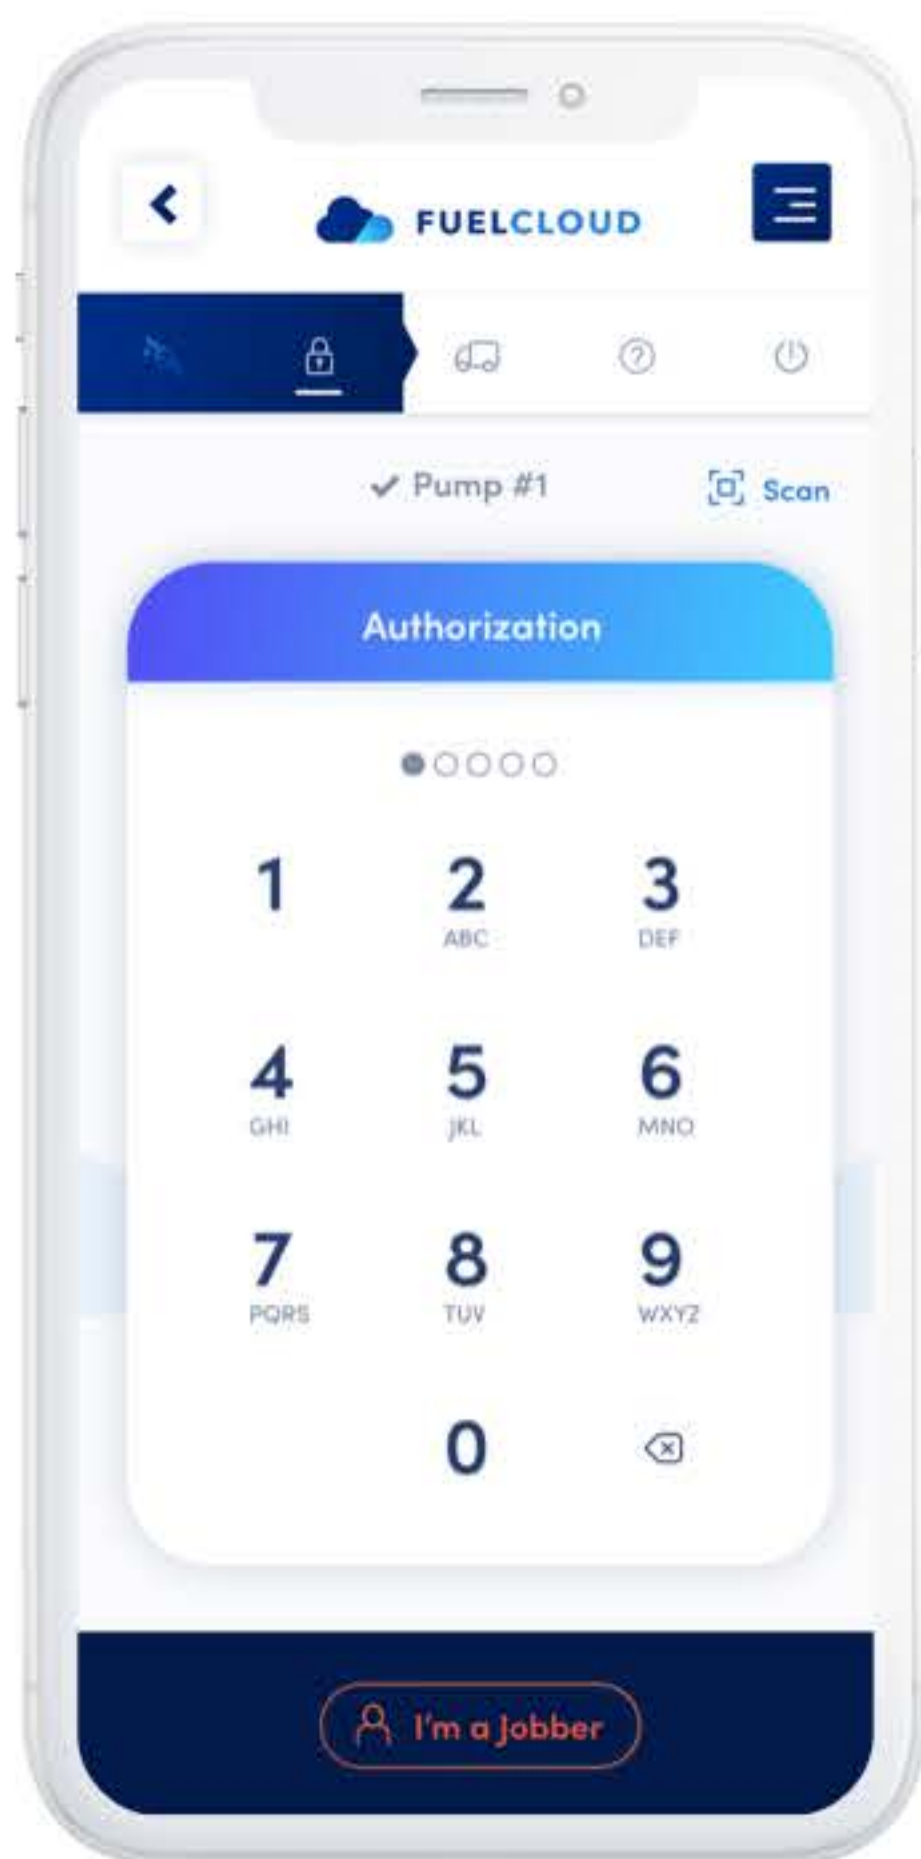 FUELCLOUD
✔ Pump #1 Scan
Authorization
1 2 3
ABC DEF
4 5 6
GHI JKL MNO
7 8 9
PQRS TUV WXYZ
0
I'm a Jobber